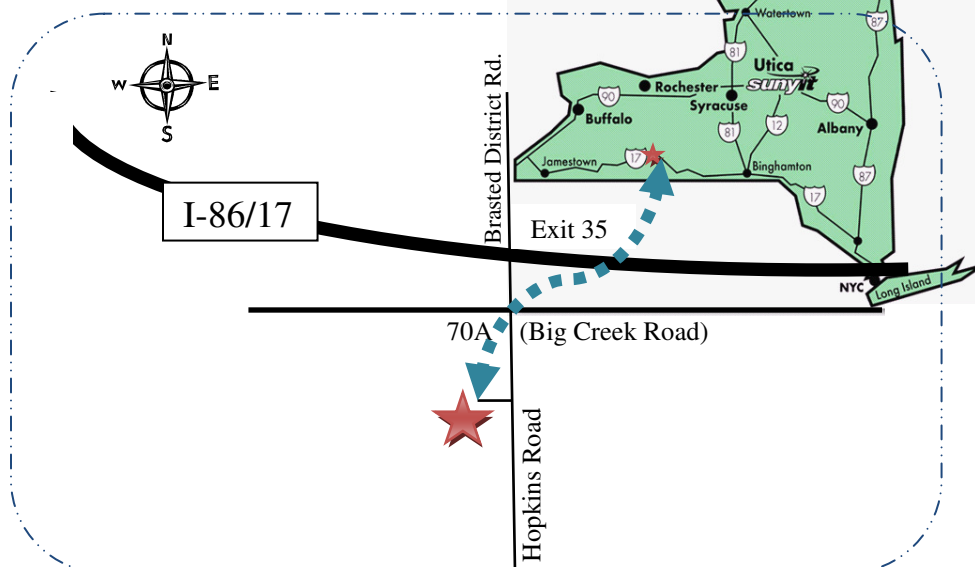 N
W
E
S
I-86/17
Brasted District Rd.
Exit 35
70A
(Big Creek Road)
Hopkins Road
Watertown
87
81
Utica
sunyit
Rochester
90
Syracuse
90
Buffalo
81
12
Albany
Jamestown
17
Binghamton
87
17
NYC
Long Island